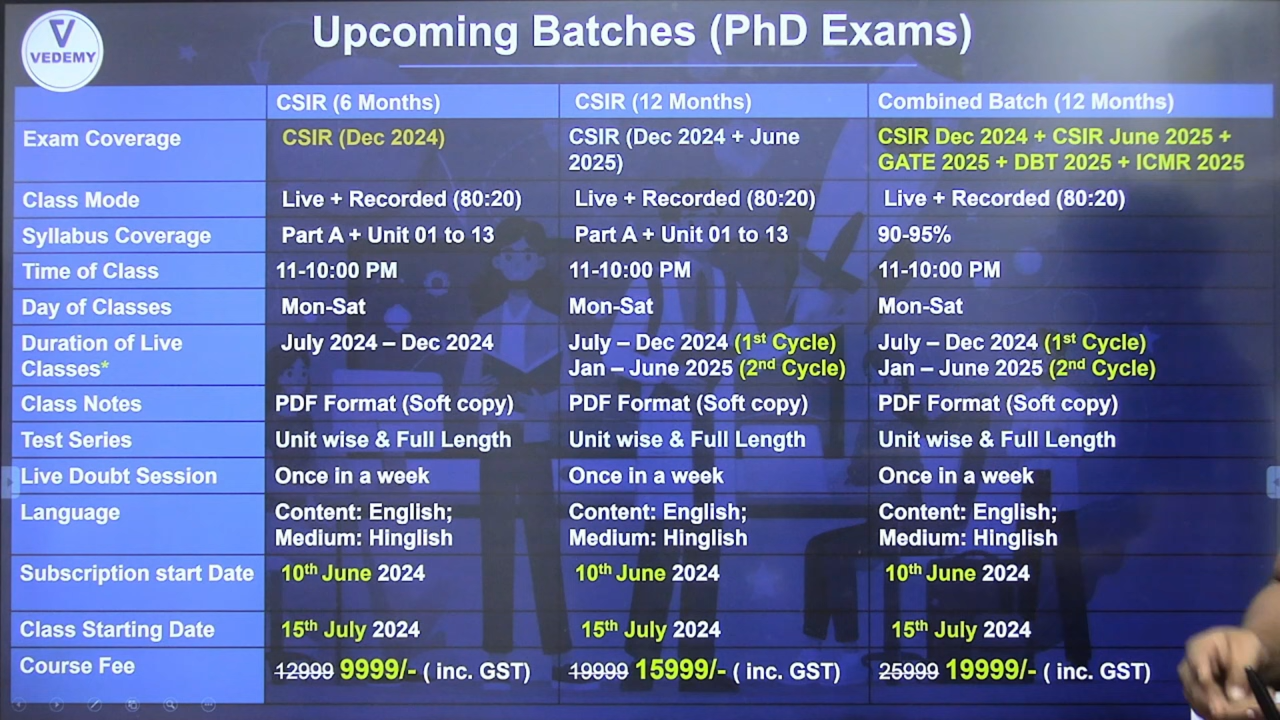 VEDEMY
Upcoming Batches (PhD Exams)
CSIR (6 Months) CSIR (12 Months) Combined Batch (12 Months)
Exam Coverage CSIR (Dec 2024) CSIR (Dec 2024 + June CSIR Dec 2024 + CSIR June 2025 +
2025) GATE 2025 + DBT 2025 + ICMR 2025
Class Mode Live + Recorded (80:20) Live + Recorded (80:20) Live + Recorded (80:20)
Syllabus Coverage Part A + Unit 01 to 13 Part A + Unit 01 to 13 90-95%
Time of Class 11-10:00 PM 11-10:00 PM 11-10:00 PM
Day of Classes Mon-Sat Mon-Sat Mon-Sat
Duration of Live July 2024 – Dec 2024 July – Dec 2024 (1st Cycle) July – Dec 2024 (1st Cycle)
Classes* Jan – June 2025 (2nd Cycle) Jan – June 2025 (2nd Cycle)
Class Notes PDF Format (Soft copy) PDF Format (Soft copy) PDF Format (Soft copy)
Test Series Unit wise & Full Length Unit wise & Full Length Unit wise & Full Length
Live Doubt Session Once in a week Once in a week Once in a week
Language Content: English; Content: English; Content: English;
Medium: Hinglish Medium: Hinglish Medium: Hinglish
Subscription start Date 10th June 2024 10th June 2024 10th June 2024
Class Starting Date 15th July 2024 15th July 2024 15th July 2024
Course Fee 12999 9999/- ( inc. GST) 19999 15999/- ( inc. GST) 25999 19999/- ( inc. GST)